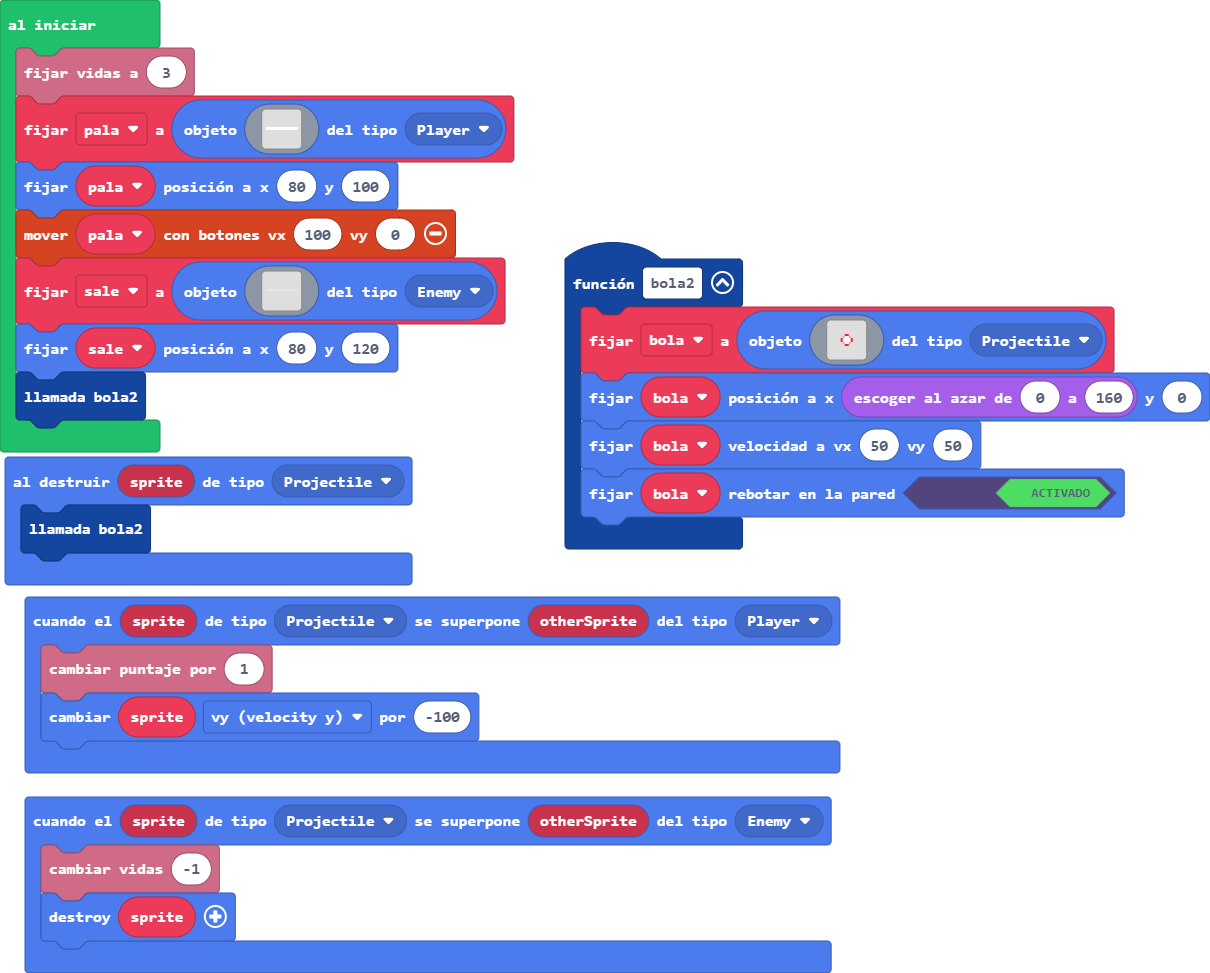 al iniciar
fijar vidas a 3
fijar pala a objeto del tipo Player
fijar pala posición a x 80 y 100
mover pala con botones vx 100 vy 0
fijar sale a objeto del tipo Enemy
fijar sale posición a x 80 y 120
llamada bola2
al destruir sprite de tipo Projectile
llamada bola2
función bola2
fijar bola a objeto del tipo Projectile
fijar bola posición a x escoger al azar de 0 a 160 y 0
fijar bola velocidad a vx 50 vy 50
fijar bola rebotar en la pared ACTIVADO
cuando el sprite de tipo Projectile se superpone otherSprite del tipo Player
cambiar puntaje por 1
cambiar sprite vy (velocity y) por -100
cuando el sprite de tipo Projectile se superpone otherSprite del tipo Enemy
cambiar vidas -1
destroy sprite